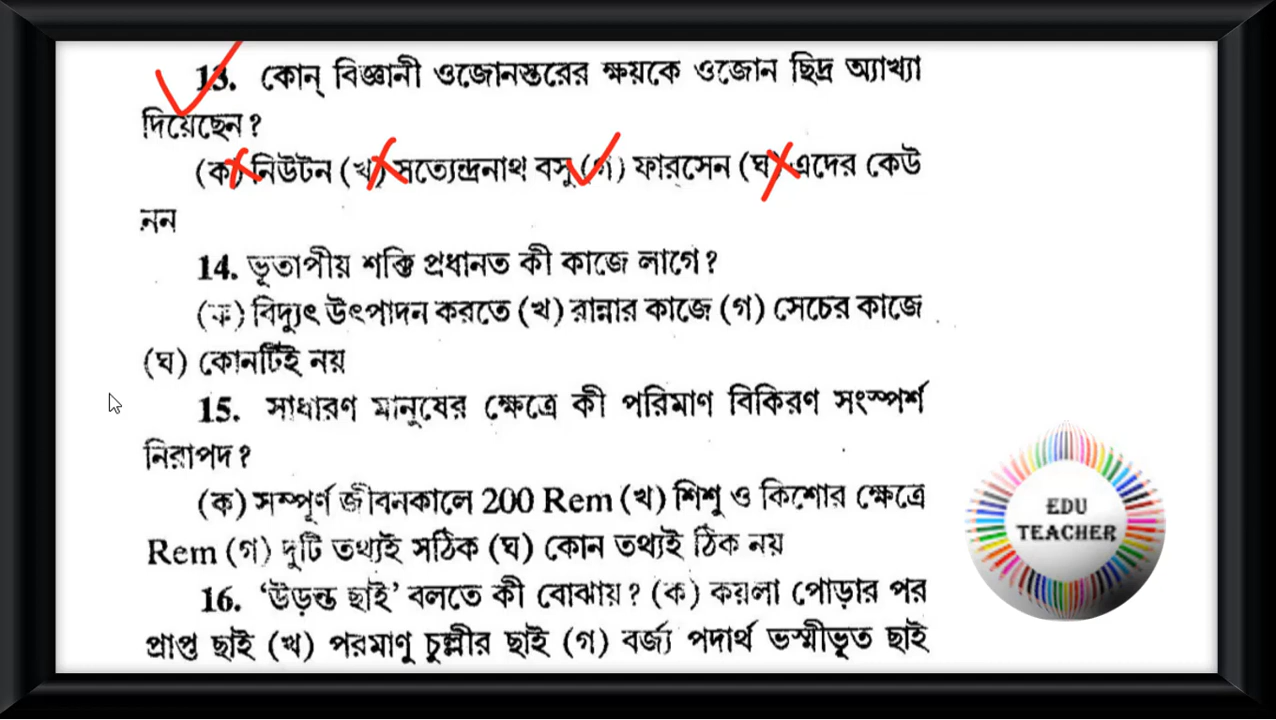 13. কোন্ বিজ্ঞানী ওজোনস্তরের ক্ষয়কে ওজোন ছিদ্র অ্যাখ্যা
দিয়েছেন?
(ক) নিউটন (খ) সত্যেন্দ্রনাথ বসু (গ) ফারসেন (ঘ) এদের কেউ
নন
14. ভূতাপীয় শক্তি প্রধানত কী কাজে লাগে?
(ক) বিদ্যুৎ উৎপাদন করতে (খ) রান্নার কাজে (গ) সেচের কাজে
(ঘ) কোনটিই নয়
15. সাধারণ মানুষের ক্ষেত্রে কী পরিমাণ বিকিরণ সংস্পর্শ
নিরাপদ?
(ক) সম্পূর্ণ জীবনকালে 200 Rem (খ) শিশু ও কিশোর ক্ষেত্রে
Rem (গ) দুটি তথ্যই সঠিক (ঘ) কোন তথ্যই ঠিক নয়
16. ‘উড়ন্ত ছাই’ বলতে কী বোঝায়? (ক) কয়লা পোড়ার পর
প্রাপ্ত ছাই (খ) পরমাণু চুল্লীর ছাই (গ) বর্জ্য পদার্থ ভস্মীভূত ছাই
EDU
TEACHER